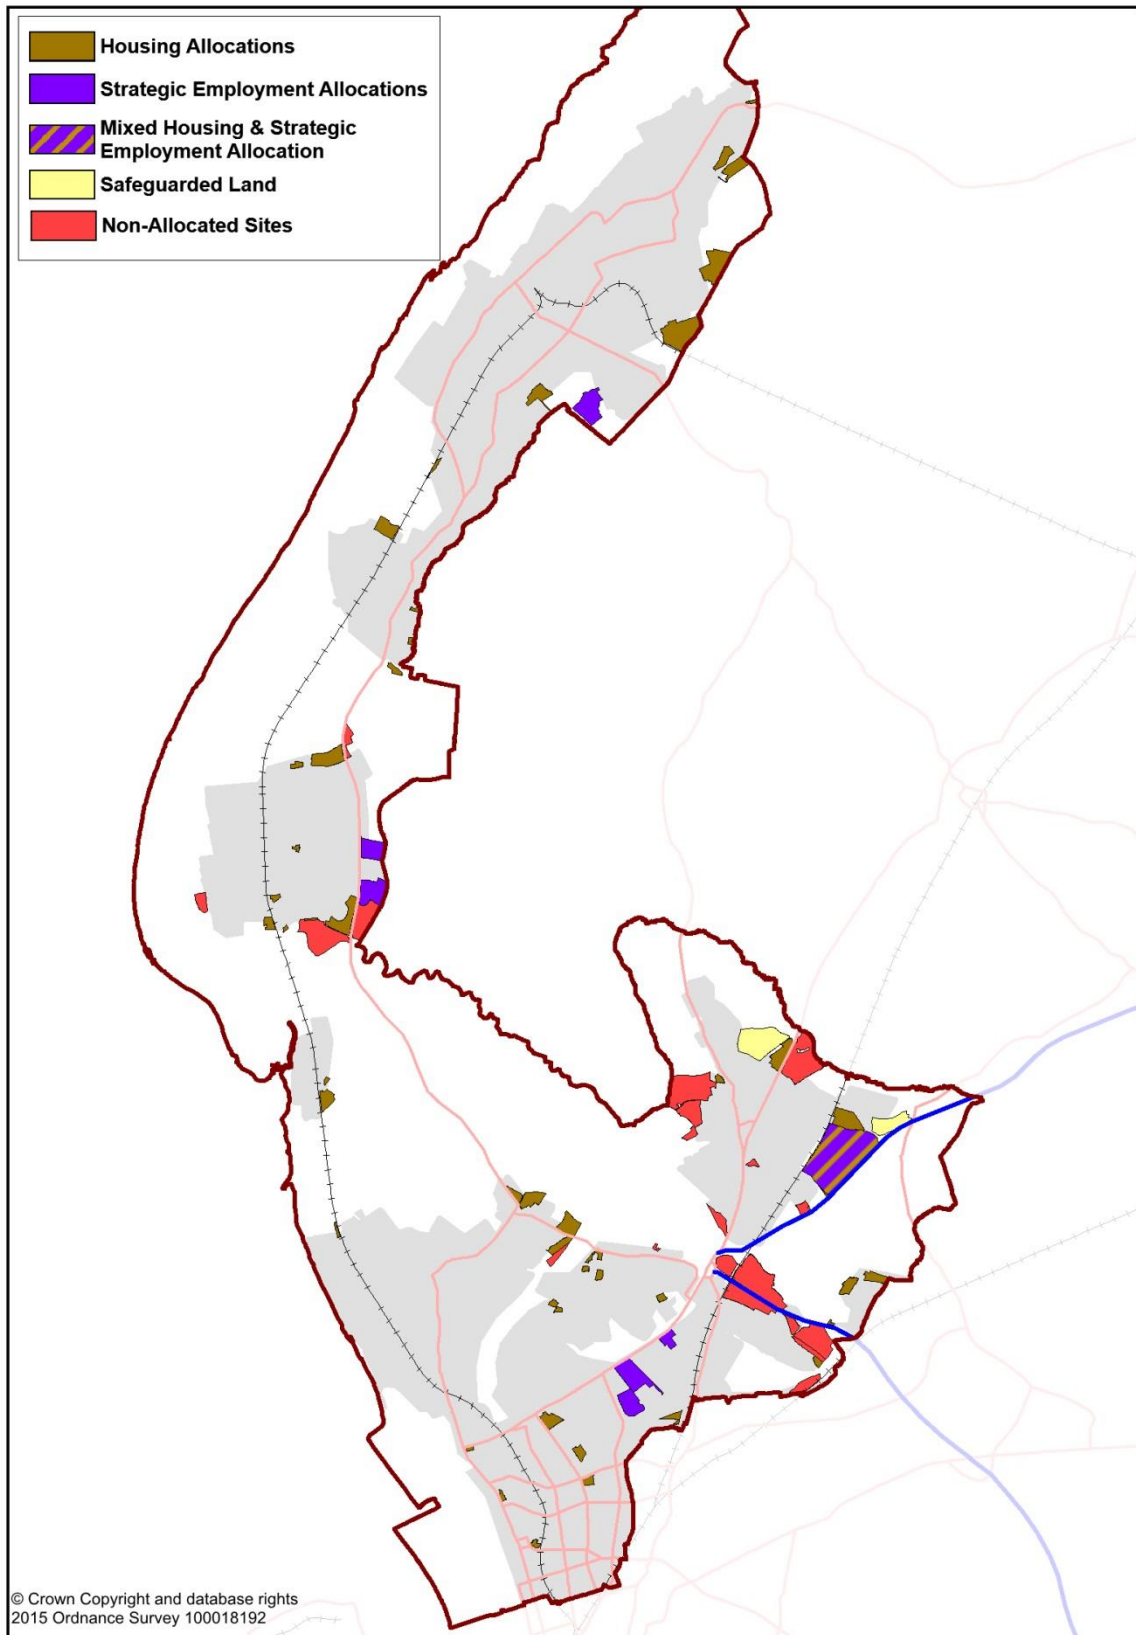 Housing Allocations
Strategic Employment Allocations
Mixed Housing & Strategic
Employment Allocation
Safeguarded Land
Non-Allocated Sites
© Crown Copyright and database rights
2015 Ordnance Survey 100018192